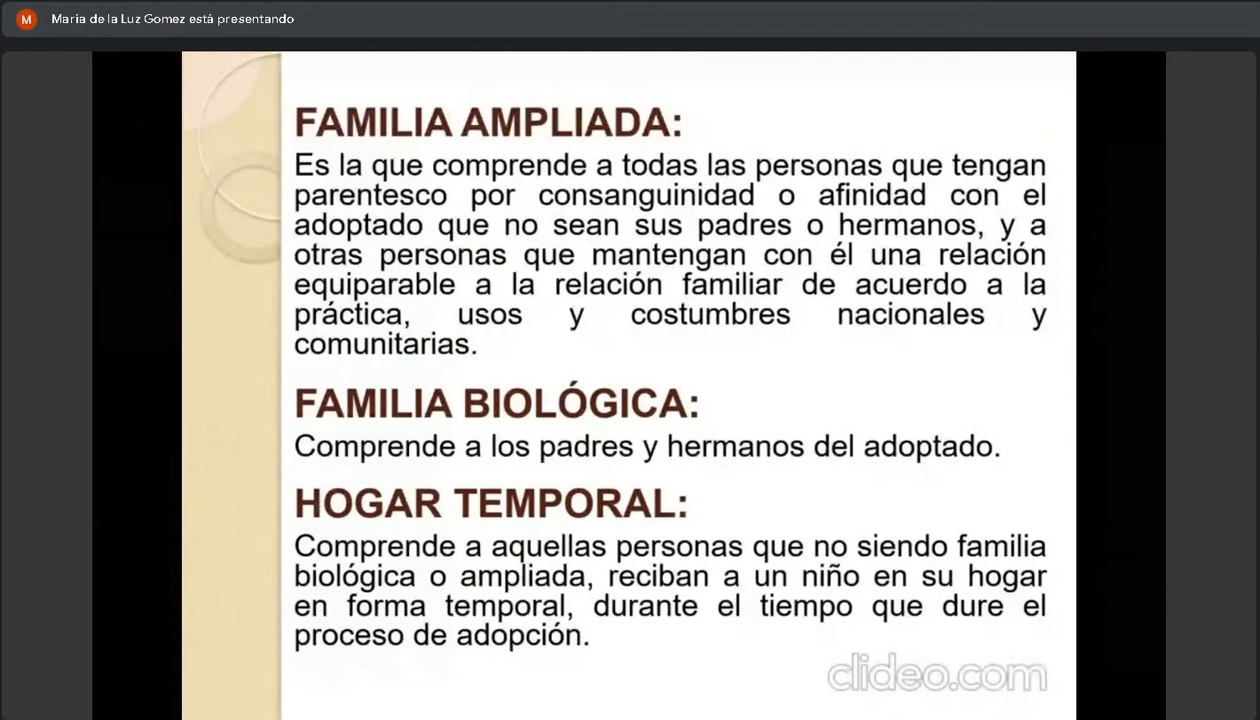 M
María de la Luz Gomez está presentando
FAMILIA AMPLIADA:
Es la que comprende a todas las personas que tengan
parentesco por consanguinidad o afinidad con el
adoptado que no sean sus padres o hermanos, y a
otras personas que mantengan con él una relación
equiparable a la relación familiar de acuerdo a la
práctica, usos y costumbres nacionales y
comunitarias.
FAMILIA BIOLÓGICA:
Comprende a los padres y hermanos del adoptado.
HOGAR TEMPORAL:
Comprende a aquellas personas que no siendo familia
biológica o ampliada, reciban a un niño en su hogar
en forma temporal, durante el tiempo que dure el
proceso de adopción.
clideo.com